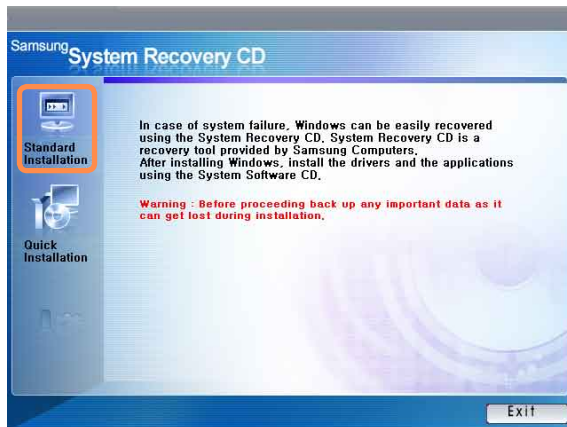 Samsung System Recovery CD
Standard
Installation
Quick
Installation
In case of system failure, Windows can be easily recovered
using the System Recovery CD, System Recovery CD is a
recovery tool provided by Samsung Computers,
After installing Windows, install the drivers and the applications
using the System Software CD,
Warning : Before proceeding back up any important data as it
can get lost during installation,
Exit